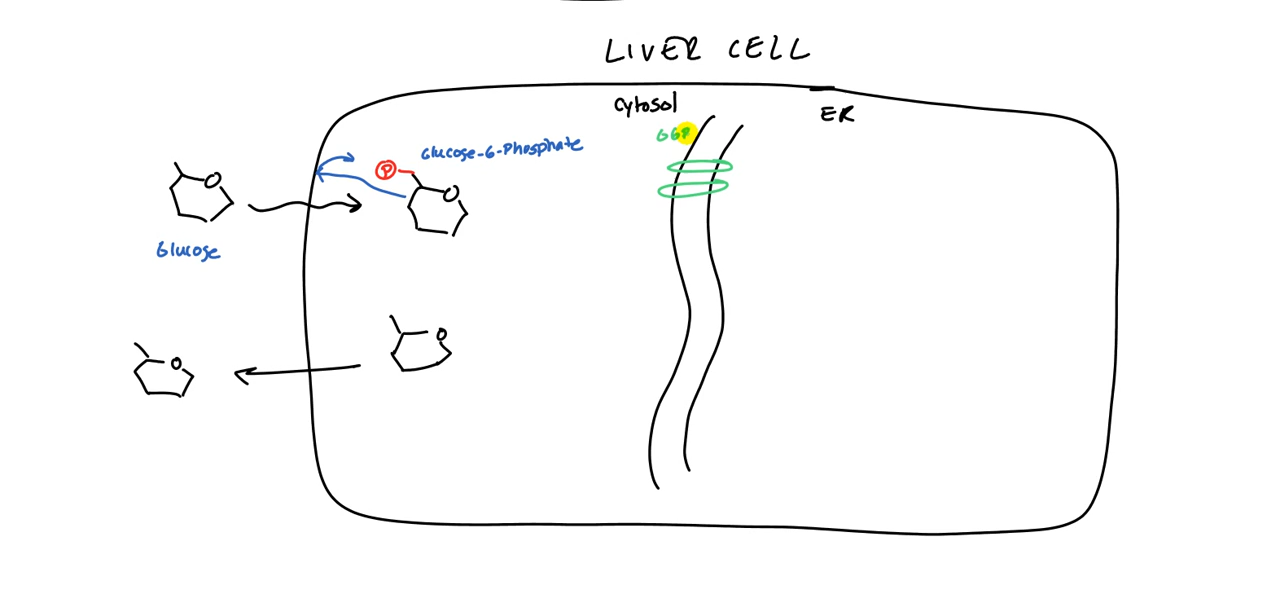 LIVER CELL
cytosol
ER
G6P
Glucose-6-Phosphate
P
O
O
Glucose
O
O